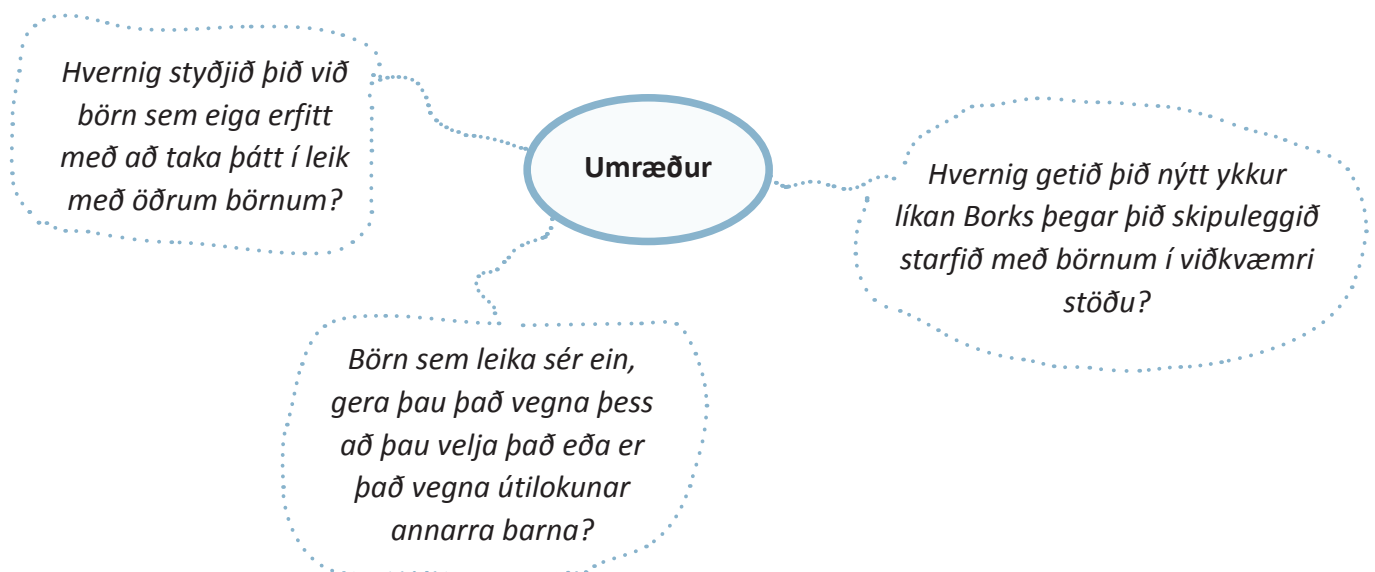 Hvernig styðjið þið við
börn sem eiga erfitt
með að taka þátt í leik
með öðrum börnum?
Umræður
Hvernig getið þið nýtt ykkur
líkan Borks þegar þið skipuleggið
starfið með börnum í viðkvæmri
stöðu?
Börn sem leika sér ein,
gera þau það vegna þess
að þau velja það eða er
það vegna útilokunar
annarra barna?